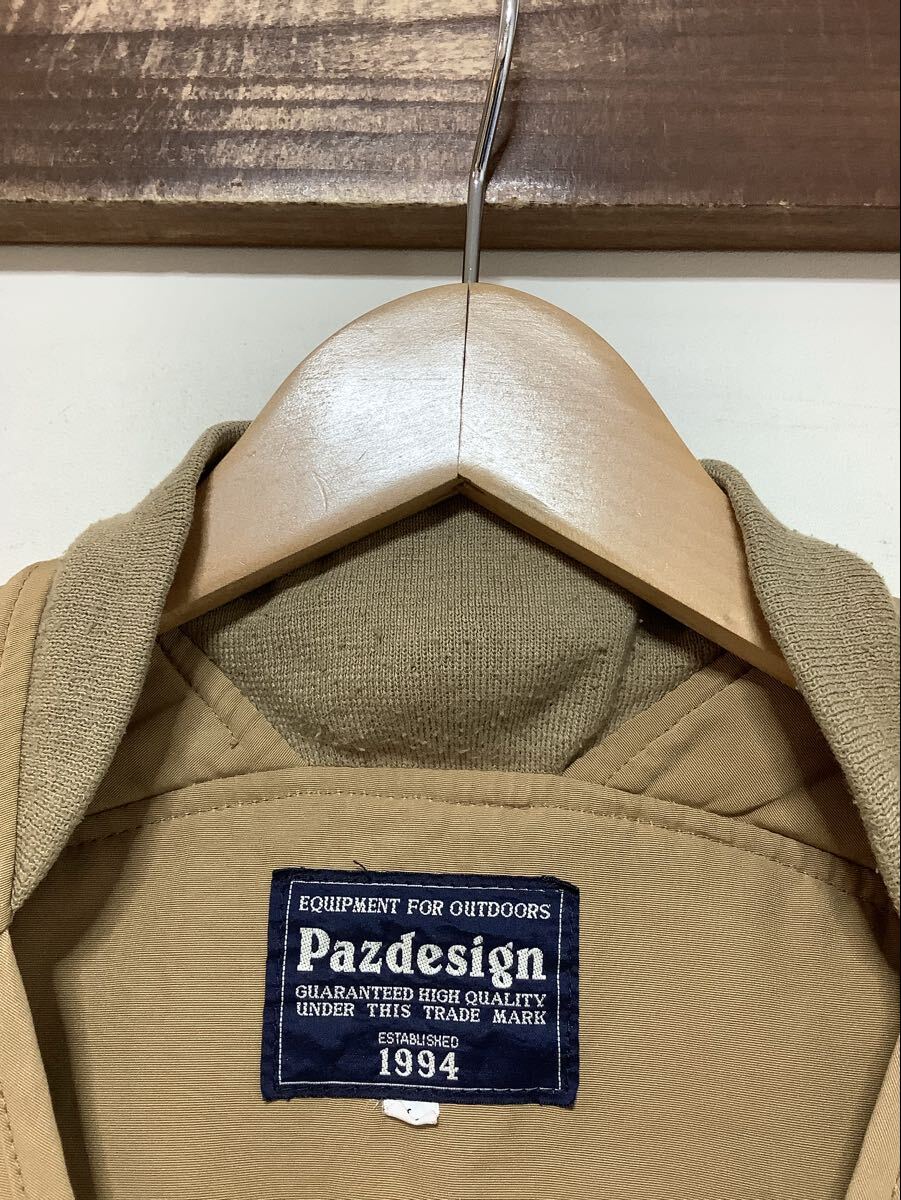 EQUIPMENT FOR OUTDOORS
Pazdesign
GUARANTEED HIGH QUALITY
UNDER THIS TRADE MARK
ESTABLISHED
1994